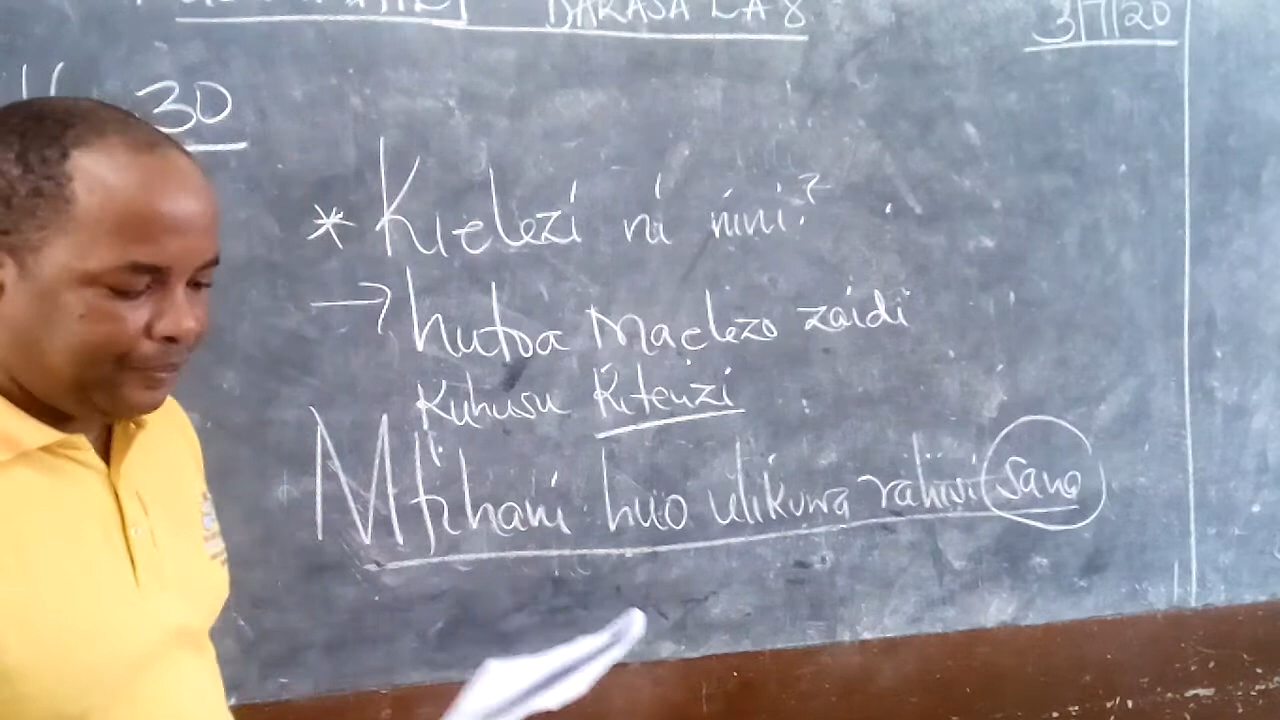 DARASA LA 8
3/7/20
30
* Kielezi ni nini?
→ hutoa Maelezo zaidi
Kuhusu Kitenzi
Mtihani huo ulikuwa rahisi sana